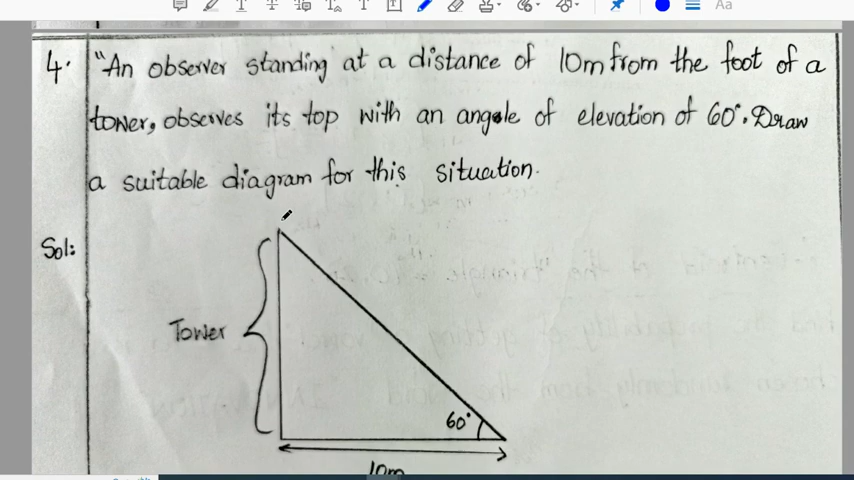 4. "An observer standing at a distance of 10m from the foot of a
tower, observes its top with an angle of elevation of 60°. Draw
a suitable diagram for this situation.
Sol:
Tower
60°
10m